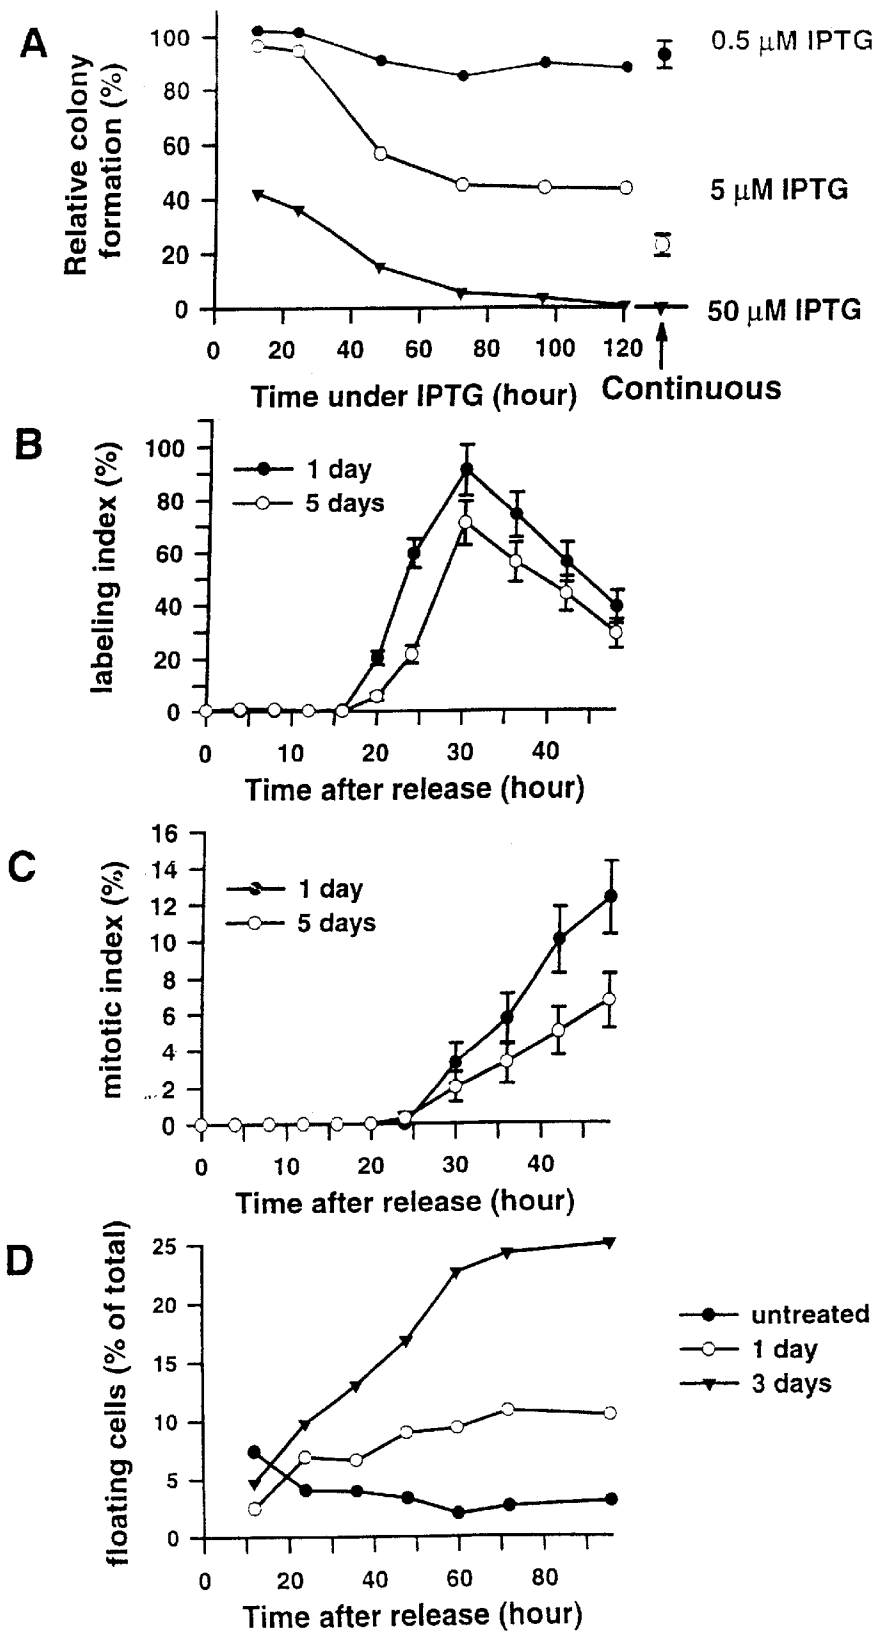 A
Relative colony
formation (%)
100
80
60
40
20
0
0 20 40 60 80 100 120
Time under IPTG (hour)
Continuous
0.5 μM IPTG
5 μM IPTG
50 μM IPTG
B
labeling index (%)
100
80
60
40
20
0
1 day
5 days
0 10 20 30 40
Time after release (hour)
C
mitotic index (%)
16
14
12
10
8
6
4
2
0
1 day
5 days
0 10 20 30 40
Time after release (hour)
D
floating cells (% of total)
25
20
15
10
5
0
untreated
1 day
3 days
0 20 40 60 80
Time after release (hour)